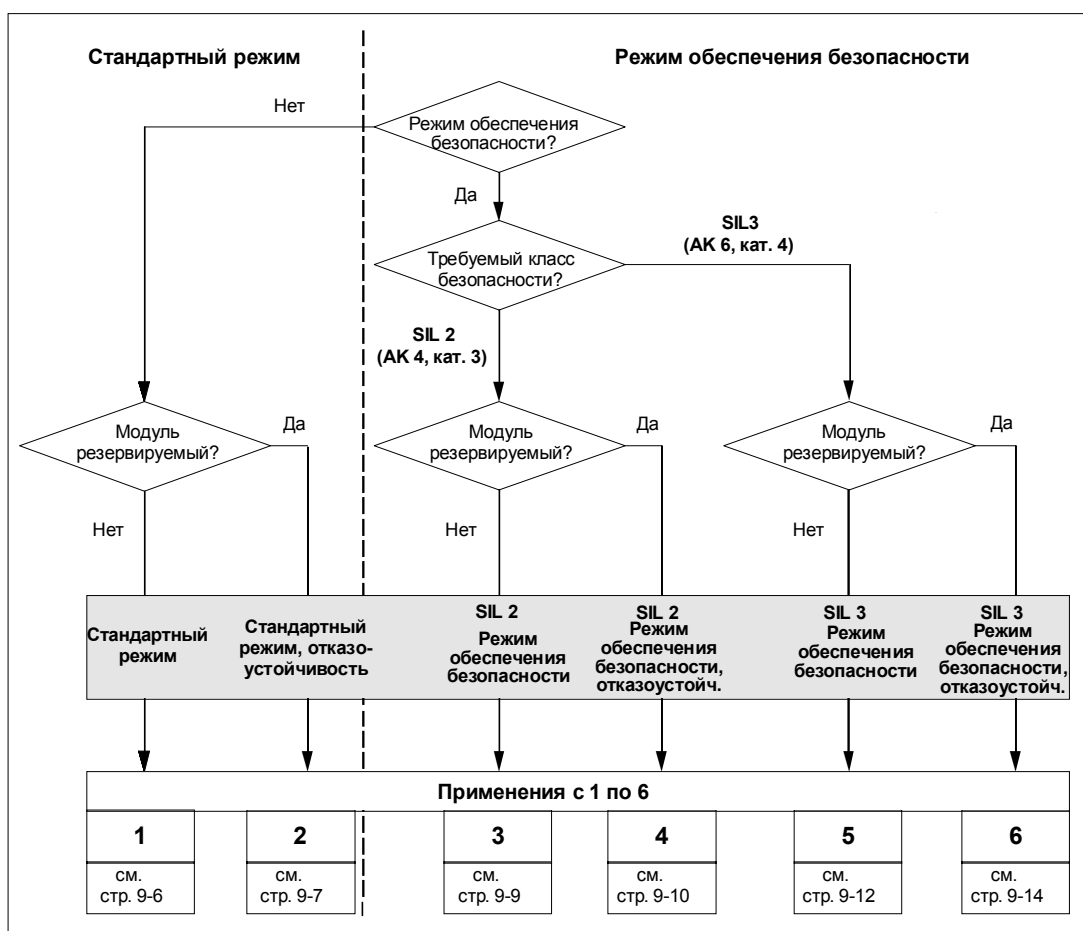 Стандартный режим
Режим обеспечения безопасности
Нет
Режим обеспечения
безопасности?
Да
SIL3
(АК 6, кат. 4)
Требуемый класс
безопасности?
SIL 2
(АК 4, кат. 3)
Модуль
резервируемый?
Да
Модуль
резервируемый?
Да
Модуль
резервируемый?
Да
Нет
Нет
Нет
Стандартный
режим
Стандартный
режим, отказо-
устойчивость
SIL 2
Режим
обеспечения
безопасности
SIL 2
Режим
обеспечения
безопасности,
отказоустойч.
SIL 3
Режим
обеспечения
безопасности
SIL 3
Режим
обеспечения
безопасности,
отказоустойч.
Применения с 1 по 6
1
2
3
4
5
6
см.
стр. 9-6
см.
стр. 9-7
см.
стр. 9-9
см.
стр. 9-10
см.
стр. 9-12
см.
стр. 9-14